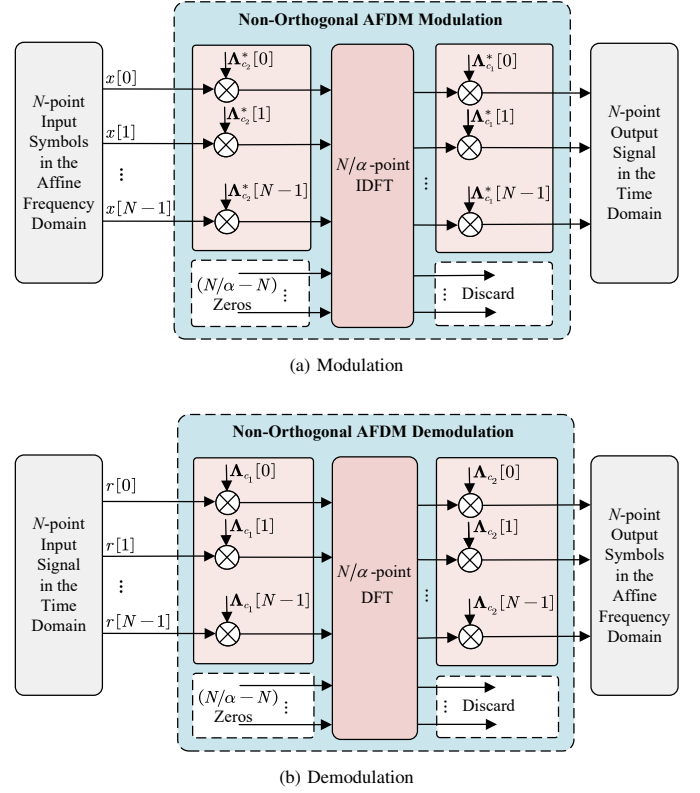 Non-Orthogonal AFDM Modulation
N-point
Input
Symbols
in the
Affine
Frequency
Domain
x[0]
x[1]
⋮
x[N−1]
Λ*c₂[0]
Λ*c₂[1]
Λ*c₂[N−1]
(N/α−N)
Zeros
⋮
N/α-point
IDFT
Λ*c₁[0]
Λ*c₁[1]
⋮
Λ*c₁[N−1]
⋮ Discard
N-point
Output
Signal
in the
Time
Domain
(a) Modulation
Non-Orthogonal AFDM Demodulation
N-point
Input
Signal
in the
Time
Domain
r[0]
r[1]
⋮
r[N−1]
Λc₁[0]
Λc₁[1]
Λc₁[N−1]
(N/α−N)
Zeros
⋮
N/α-point
DFT
Λc₂[0]
Λc₂[1]
⋮
Λc₂[N−1]
⋮ Discard
N-point
Output
Symbols
in the
Affine
Frequency
Domain
(b) Demodulation